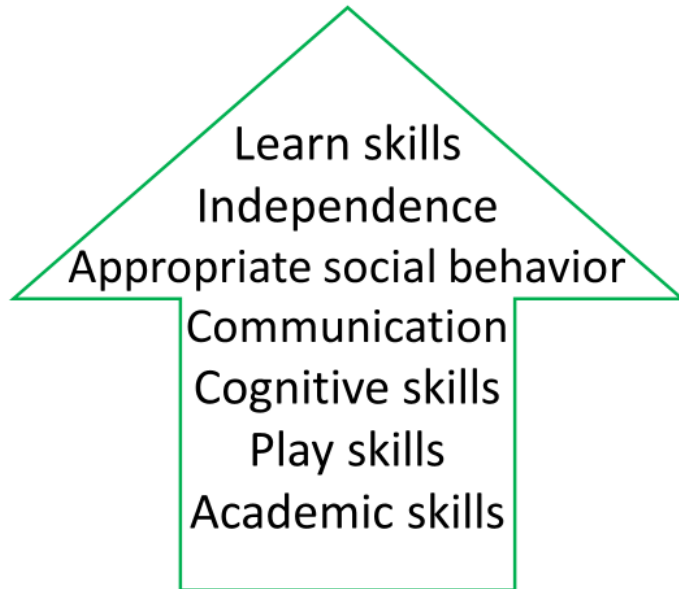 Learn skills
Independence
Appropriate social behavior
Communication
Cognitive skills
Play skills
Academic skills